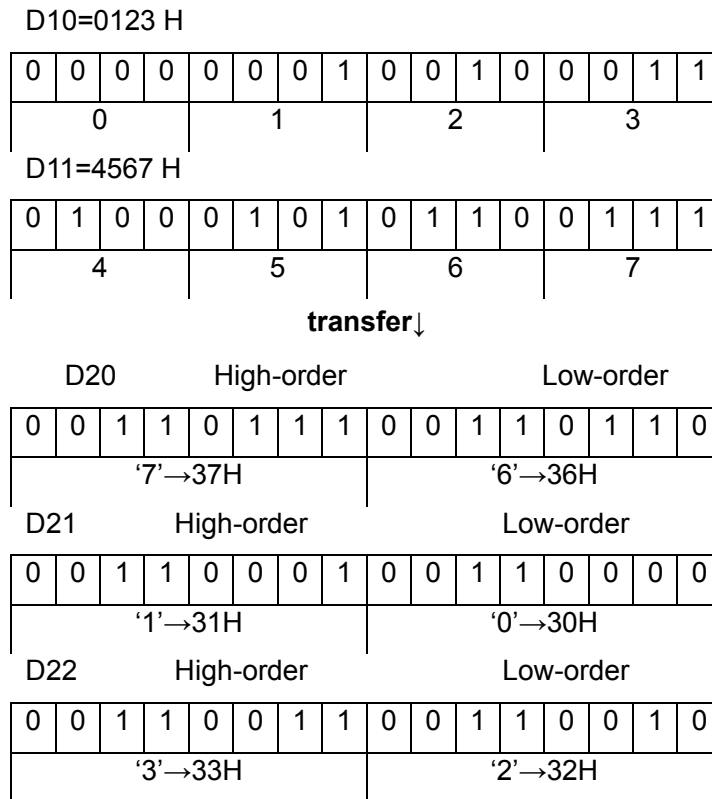 D10=0123 H
0 0 0 0 0 0 0 1 0 0 1 0 0 0 1 1
0 1 2 3
D11=4567 H
0 1 0 0 0 1 0 1 0 1 1 0 0 1 1 1
4 5 6 7
transfer↓
D20 High-order Low-order
0 0 1 1 0 1 1 1 0 0 1 1 0 1 1 0
‘7’→37H ‘6’→36H
D21 High-order Low-order
0 0 1 1 0 0 0 1 0 0 1 1 0 0 0 0
‘1’→31H ‘0’→30H
D22 High-order Low-order
0 0 1 1 0 0 1 1 0 0 1 1 0 0 1 0
‘3’→33H ‘2’→32H